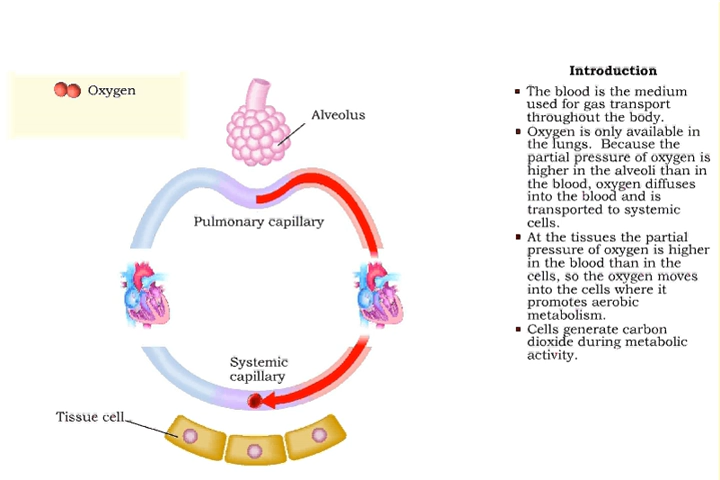 Oxygen
Alveolus
Pulmonary capillary
Systemic
capillary
Tissue cell
Introduction
▪ The blood is the medium
used for gas transport
throughout the body.
▪ Oxygen is only available in
the lungs. Because the
partial pressure of oxygen is
higher in the alveoli than in
the blood, oxygen diffuses
into the blood and is
transported to systemic
cells.
▪ At the tissues the partial
pressure of oxygen is higher
in the blood than in the
cells, so the oxygen moves
into the cells where it
promotes aerobic
metabolism.
▪ Cells generate carbon
dioxide during metabolic
activity.